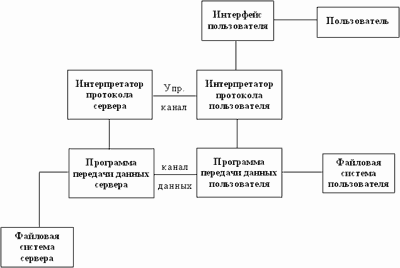 Интерфейс
пользователя
Пользователь
Интерпретатор
протокола
сервера
Упр.
канал
Интерпретатор
протокола
пользователя
Программа
передачи данных
сервера
канал
данных
Программа
передачи данных
пользователя
Файловая
система
пользователя
Файловая
система
сервера